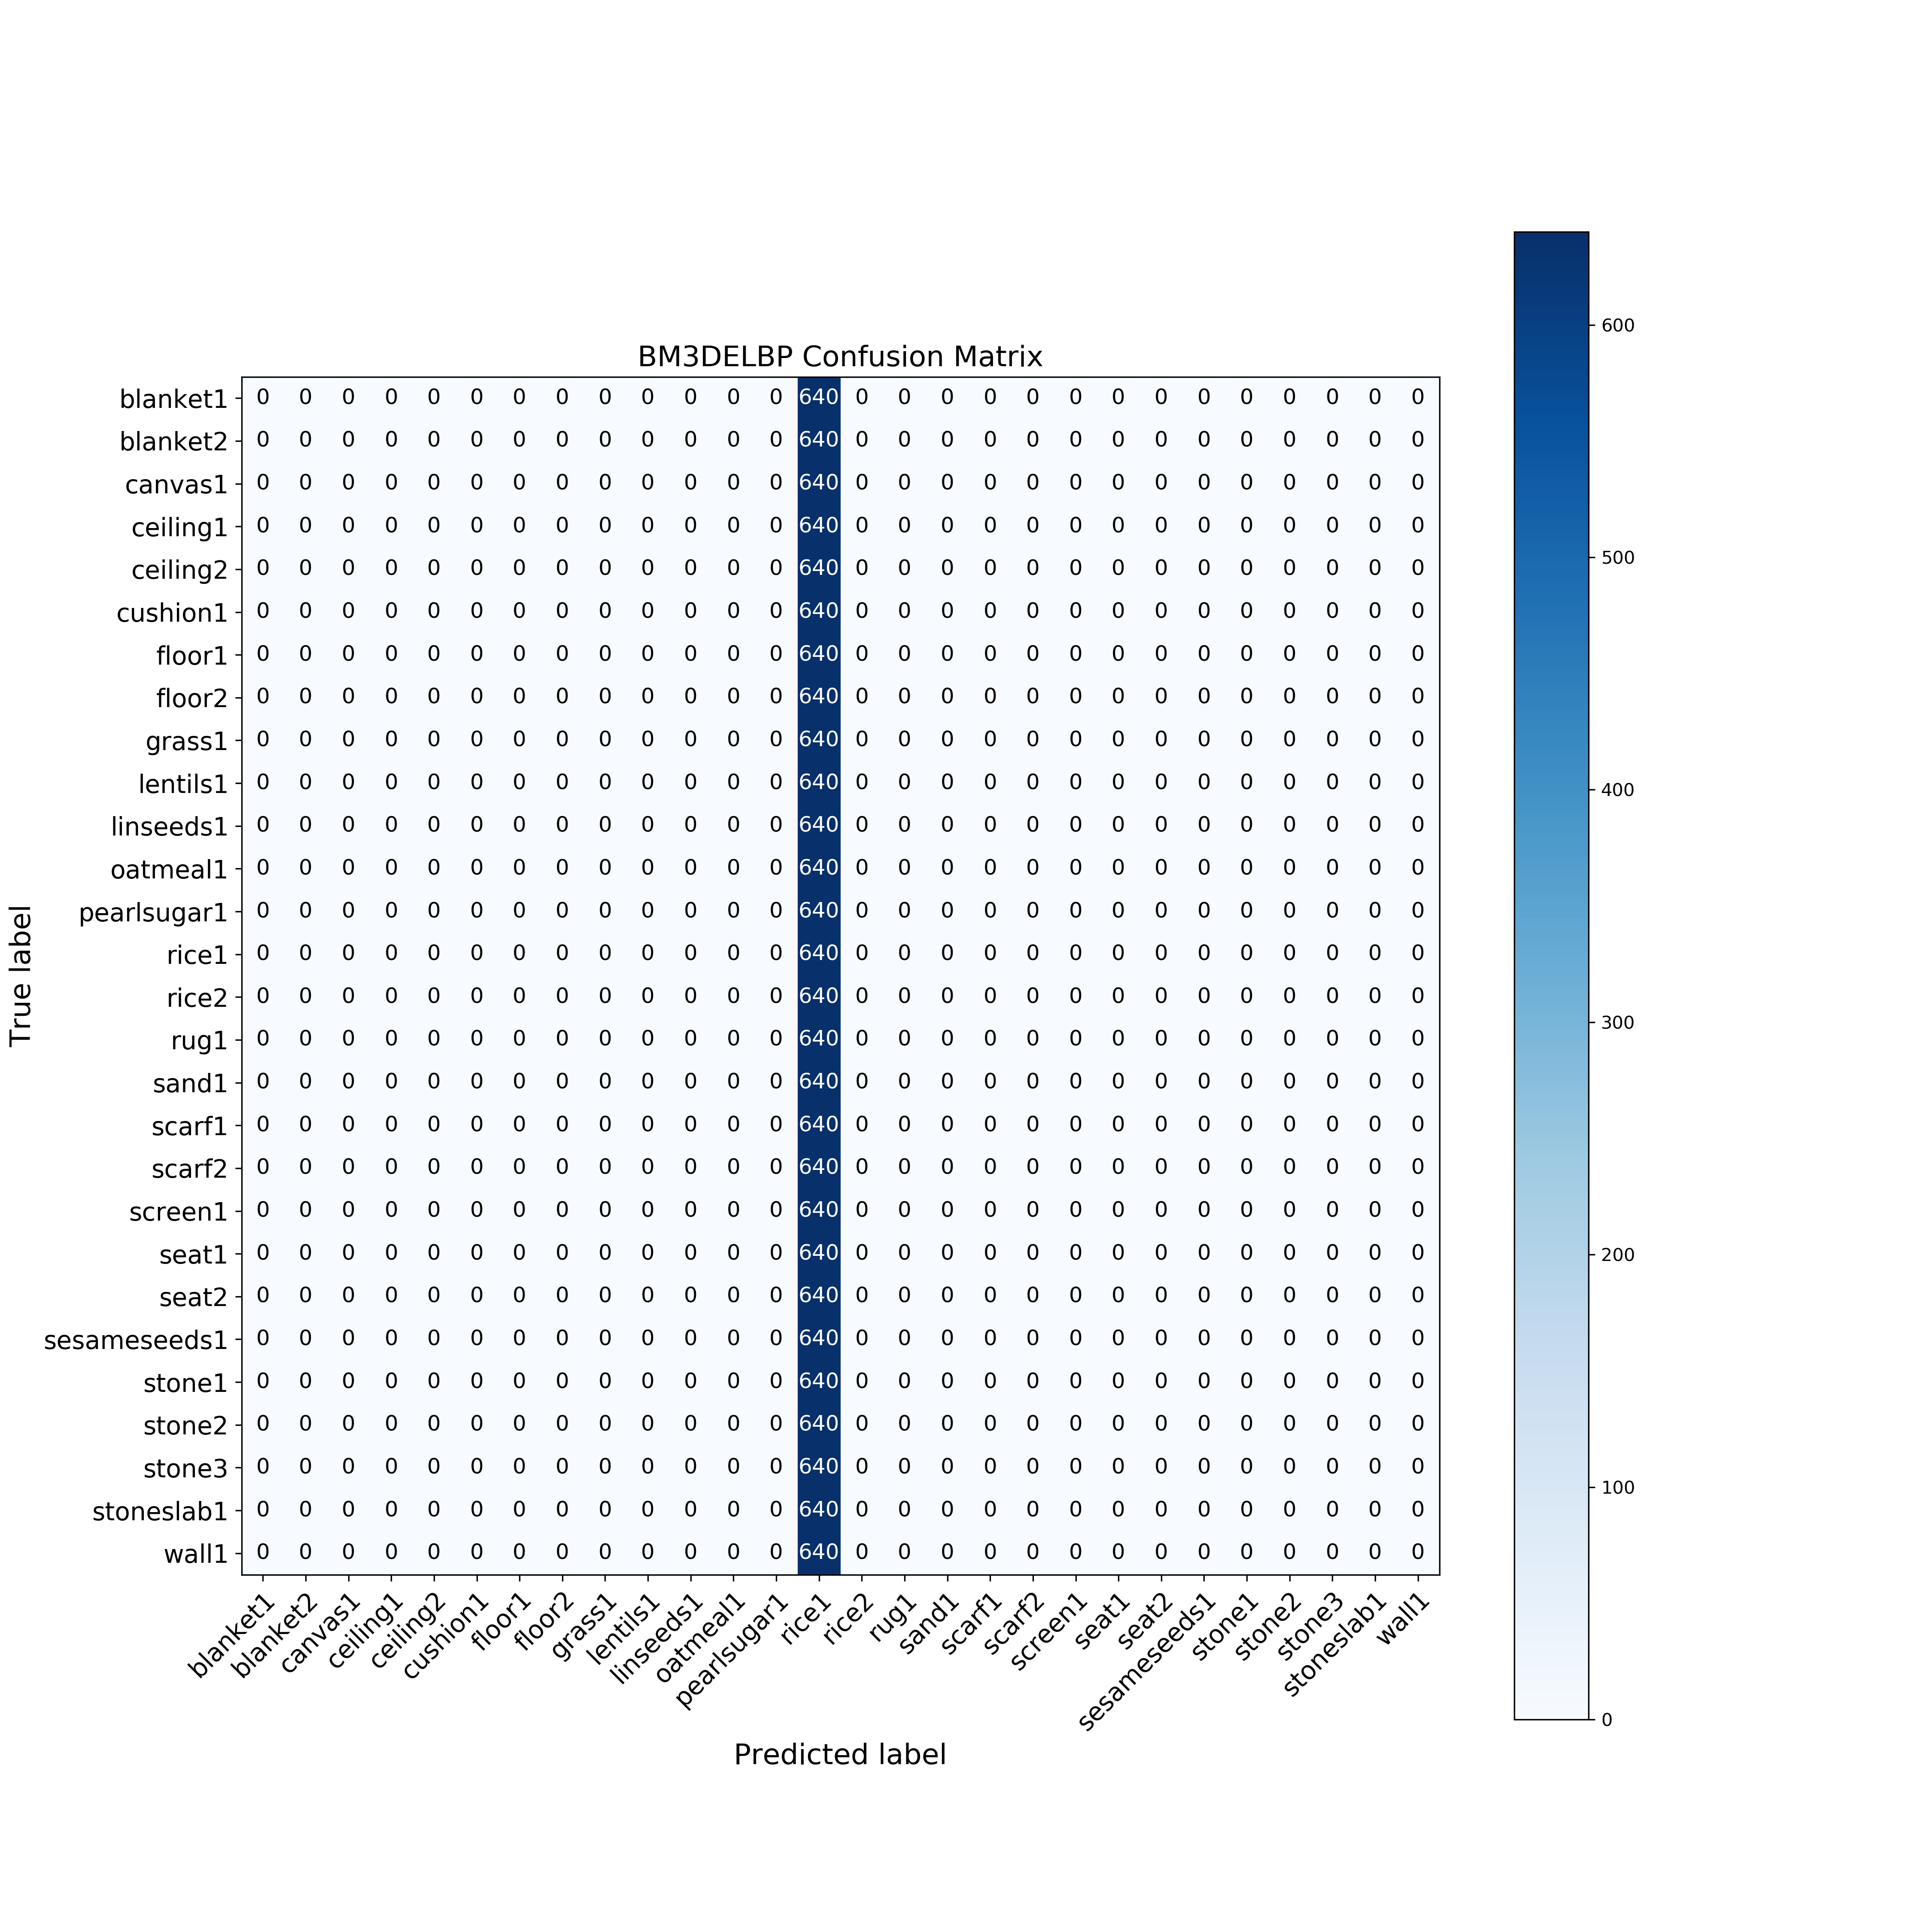 BM3DELBP Confusion Matrix
True label
blanket1 0 0 0 0 0 0 0 0 0 0 0 0 0 640 0 0 0 0 0 0 0 0 0 0 0 0 0 0
blanket2 0 0 0 0 0 0 0 0 0 0 0 0 0 640 0 0 0 0 0 0 0 0 0 0 0 0 0 0
canvas1 0 0 0 0 0 0 0 0 0 0 0 0 0 640 0 0 0 0 0 0 0 0 0 0 0 0 0 0
ceiling1 0 0 0 0 0 0 0 0 0 0 0 0 0 640 0 0 0 0 0 0 0 0 0 0 0 0 0 0
ceiling2 0 0 0 0 0 0 0 0 0 0 0 0 0 640 0 0 0 0 0 0 0 0 0 0 0 0 0 0
cushion1 0 0 0 0 0 0 0 0 0 0 0 0 0 640 0 0 0 0 0 0 0 0 0 0 0 0 0 0
floor1 0 0 0 0 0 0 0 0 0 0 0 0 0 640 0 0 0 0 0 0 0 0 0 0 0 0 0 0
floor2 0 0 0 0 0 0 0 0 0 0 0 0 0 640 0 0 0 0 0 0 0 0 0 0 0 0 0 0
grass1 0 0 0 0 0 0 0 0 0 0 0 0 0 640 0 0 0 0 0 0 0 0 0 0 0 0 0 0
lentils1 0 0 0 0 0 0 0 0 0 0 0 0 0 640 0 0 0 0 0 0 0 0 0 0 0 0 0 0
linseeds1 0 0 0 0 0 0 0 0 0 0 0 0 0 640 0 0 0 0 0 0 0 0 0 0 0 0 0 0
oatmeal1 0 0 0 0 0 0 0 0 0 0 0 0 0 640 0 0 0 0 0 0 0 0 0 0 0 0 0 0
pearlsugar1 0 0 0 0 0 0 0 0 0 0 0 0 0 640 0 0 0 0 0 0 0 0 0 0 0 0 0 0
rice1 0 0 0 0 0 0 0 0 0 0 0 0 0 640 0 0 0 0 0 0 0 0 0 0 0 0 0 0
rice2 0 0 0 0 0 0 0 0 0 0 0 0 0 640 0 0 0 0 0 0 0 0 0 0 0 0 0 0
rug1 0 0 0 0 0 0 0 0 0 0 0 0 0 640 0 0 0 0 0 0 0 0 0 0 0 0 0 0
sand1 0 0 0 0 0 0 0 0 0 0 0 0 0 640 0 0 0 0 0 0 0 0 0 0 0 0 0 0
scarf1 0 0 0 0 0 0 0 0 0 0 0 0 0 640 0 0 0 0 0 0 0 0 0 0 0 0 0 0
scarf2 0 0 0 0 0 0 0 0 0 0 0 0 0 640 0 0 0 0 0 0 0 0 0 0 0 0 0 0
screen1 0 0 0 0 0 0 0 0 0 0 0 0 0 640 0 0 0 0 0 0 0 0 0 0 0 0 0 0
seat1 0 0 0 0 0 0 0 0 0 0 0 0 0 640 0 0 0 0 0 0 0 0 0 0 0 0 0 0
seat2 0 0 0 0 0 0 0 0 0 0 0 0 0 640 0 0 0 0 0 0 0 0 0 0 0 0 0 0
sesameseeds1 0 0 0 0 0 0 0 0 0 0 0 0 0 640 0 0 0 0 0 0 0 0 0 0 0 0 0 0
stone1 0 0 0 0 0 0 0 0 0 0 0 0 0 640 0 0 0 0 0 0 0 0 0 0 0 0 0 0
stone2 0 0 0 0 0 0 0 0 0 0 0 0 0 640 0 0 0 0 0 0 0 0 0 0 0 0 0 0
stone3 0 0 0 0 0 0 0 0 0 0 0 0 0 640 0 0 0 0 0 0 0 0 0 0 0 0 0 0
stoneslab1 0 0 0 0 0 0 0 0 0 0 0 0 0 640 0 0 0 0 0 0 0 0 0 0 0 0 0 0
wall1 0 0 0 0 0 0 0 0 0 0 0 0 0 640 0 0 0 0 0 0 0 0 0 0 0 0 0 0
blanket1 blanket2 canvas1 ceiling1 ceiling2 cushion1 floor1 floor2 grass1 lentils1 linseeds1 oatmeal1 pearlsugar1 rice1 rice2 rug1 sand1 scarf1 scarf2 screen1 seat1 seat2 sesameseeds1 stone1 stone2 stone3 stoneslab1 wall1
Predicted label
600
500
400
300
200
100
0